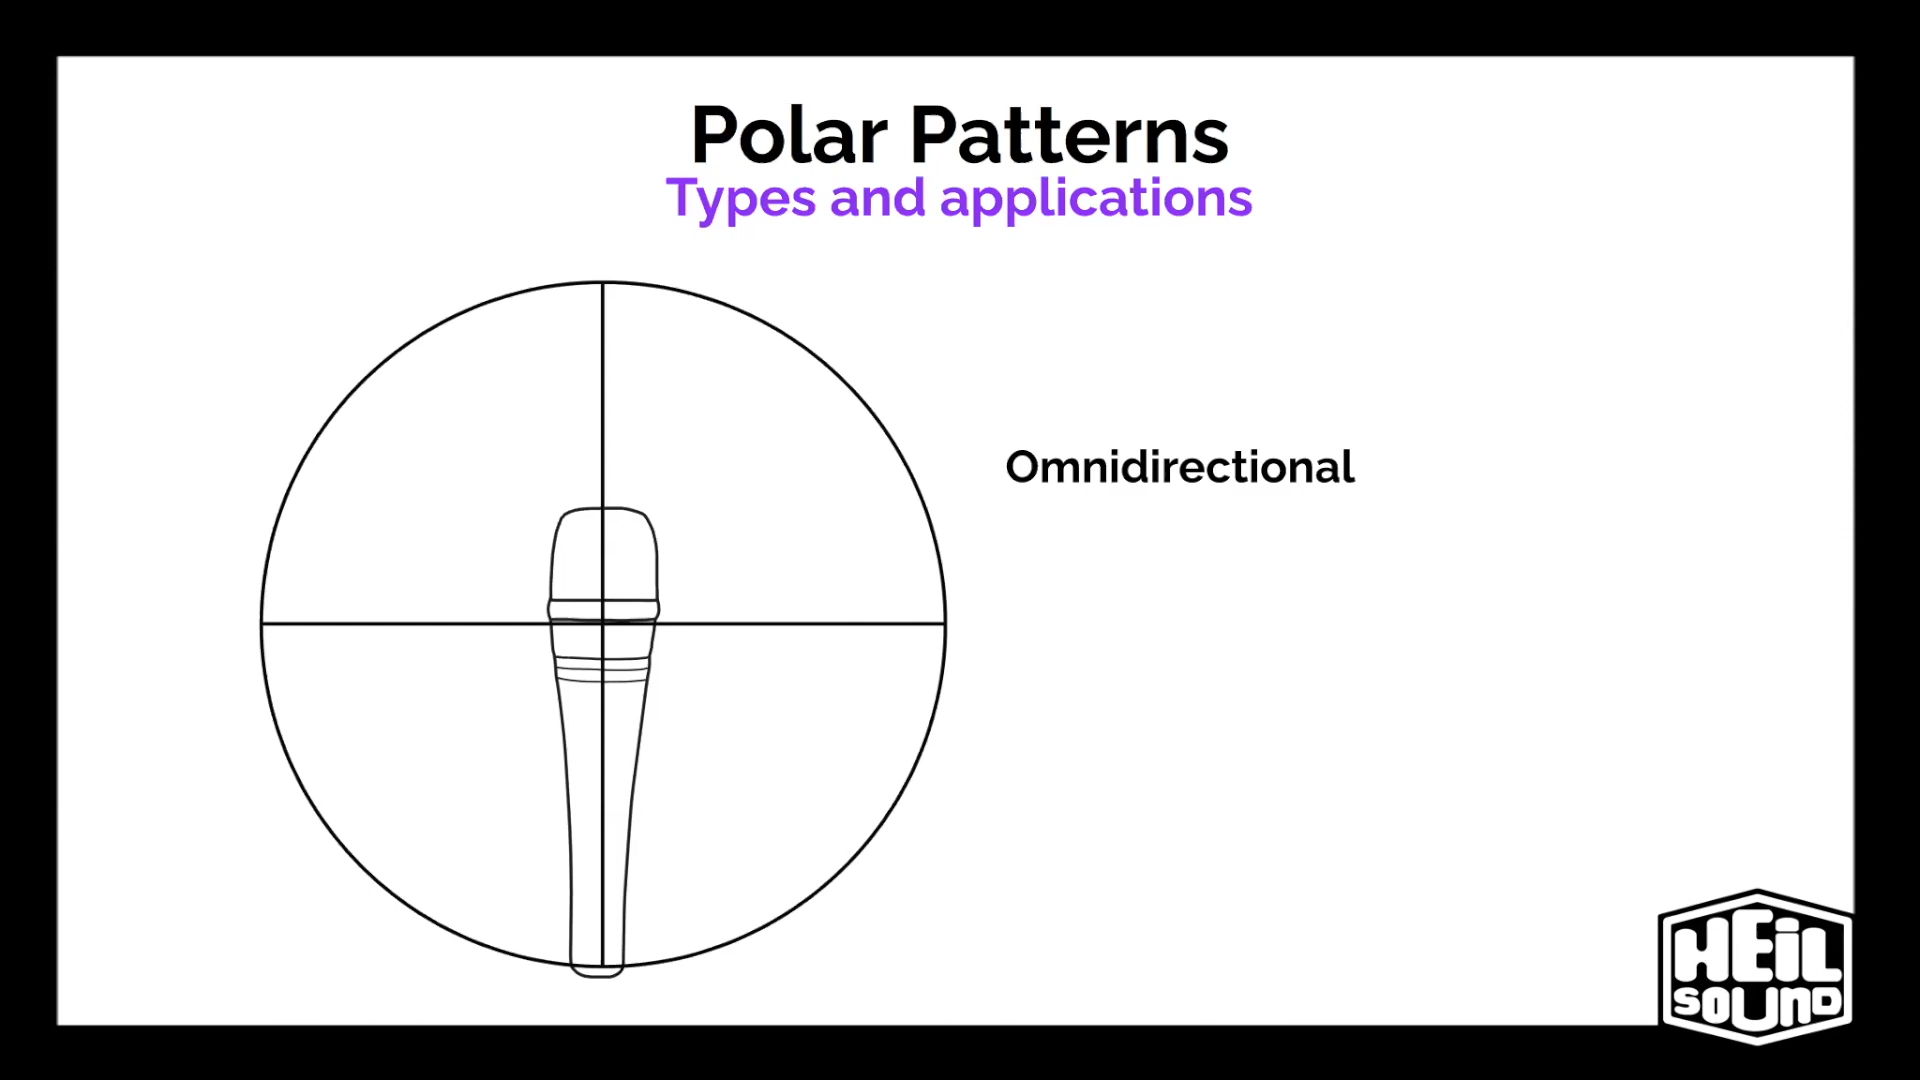 Polar Patterns
Types and applications
Omnidirectional
HEiL
SOUND